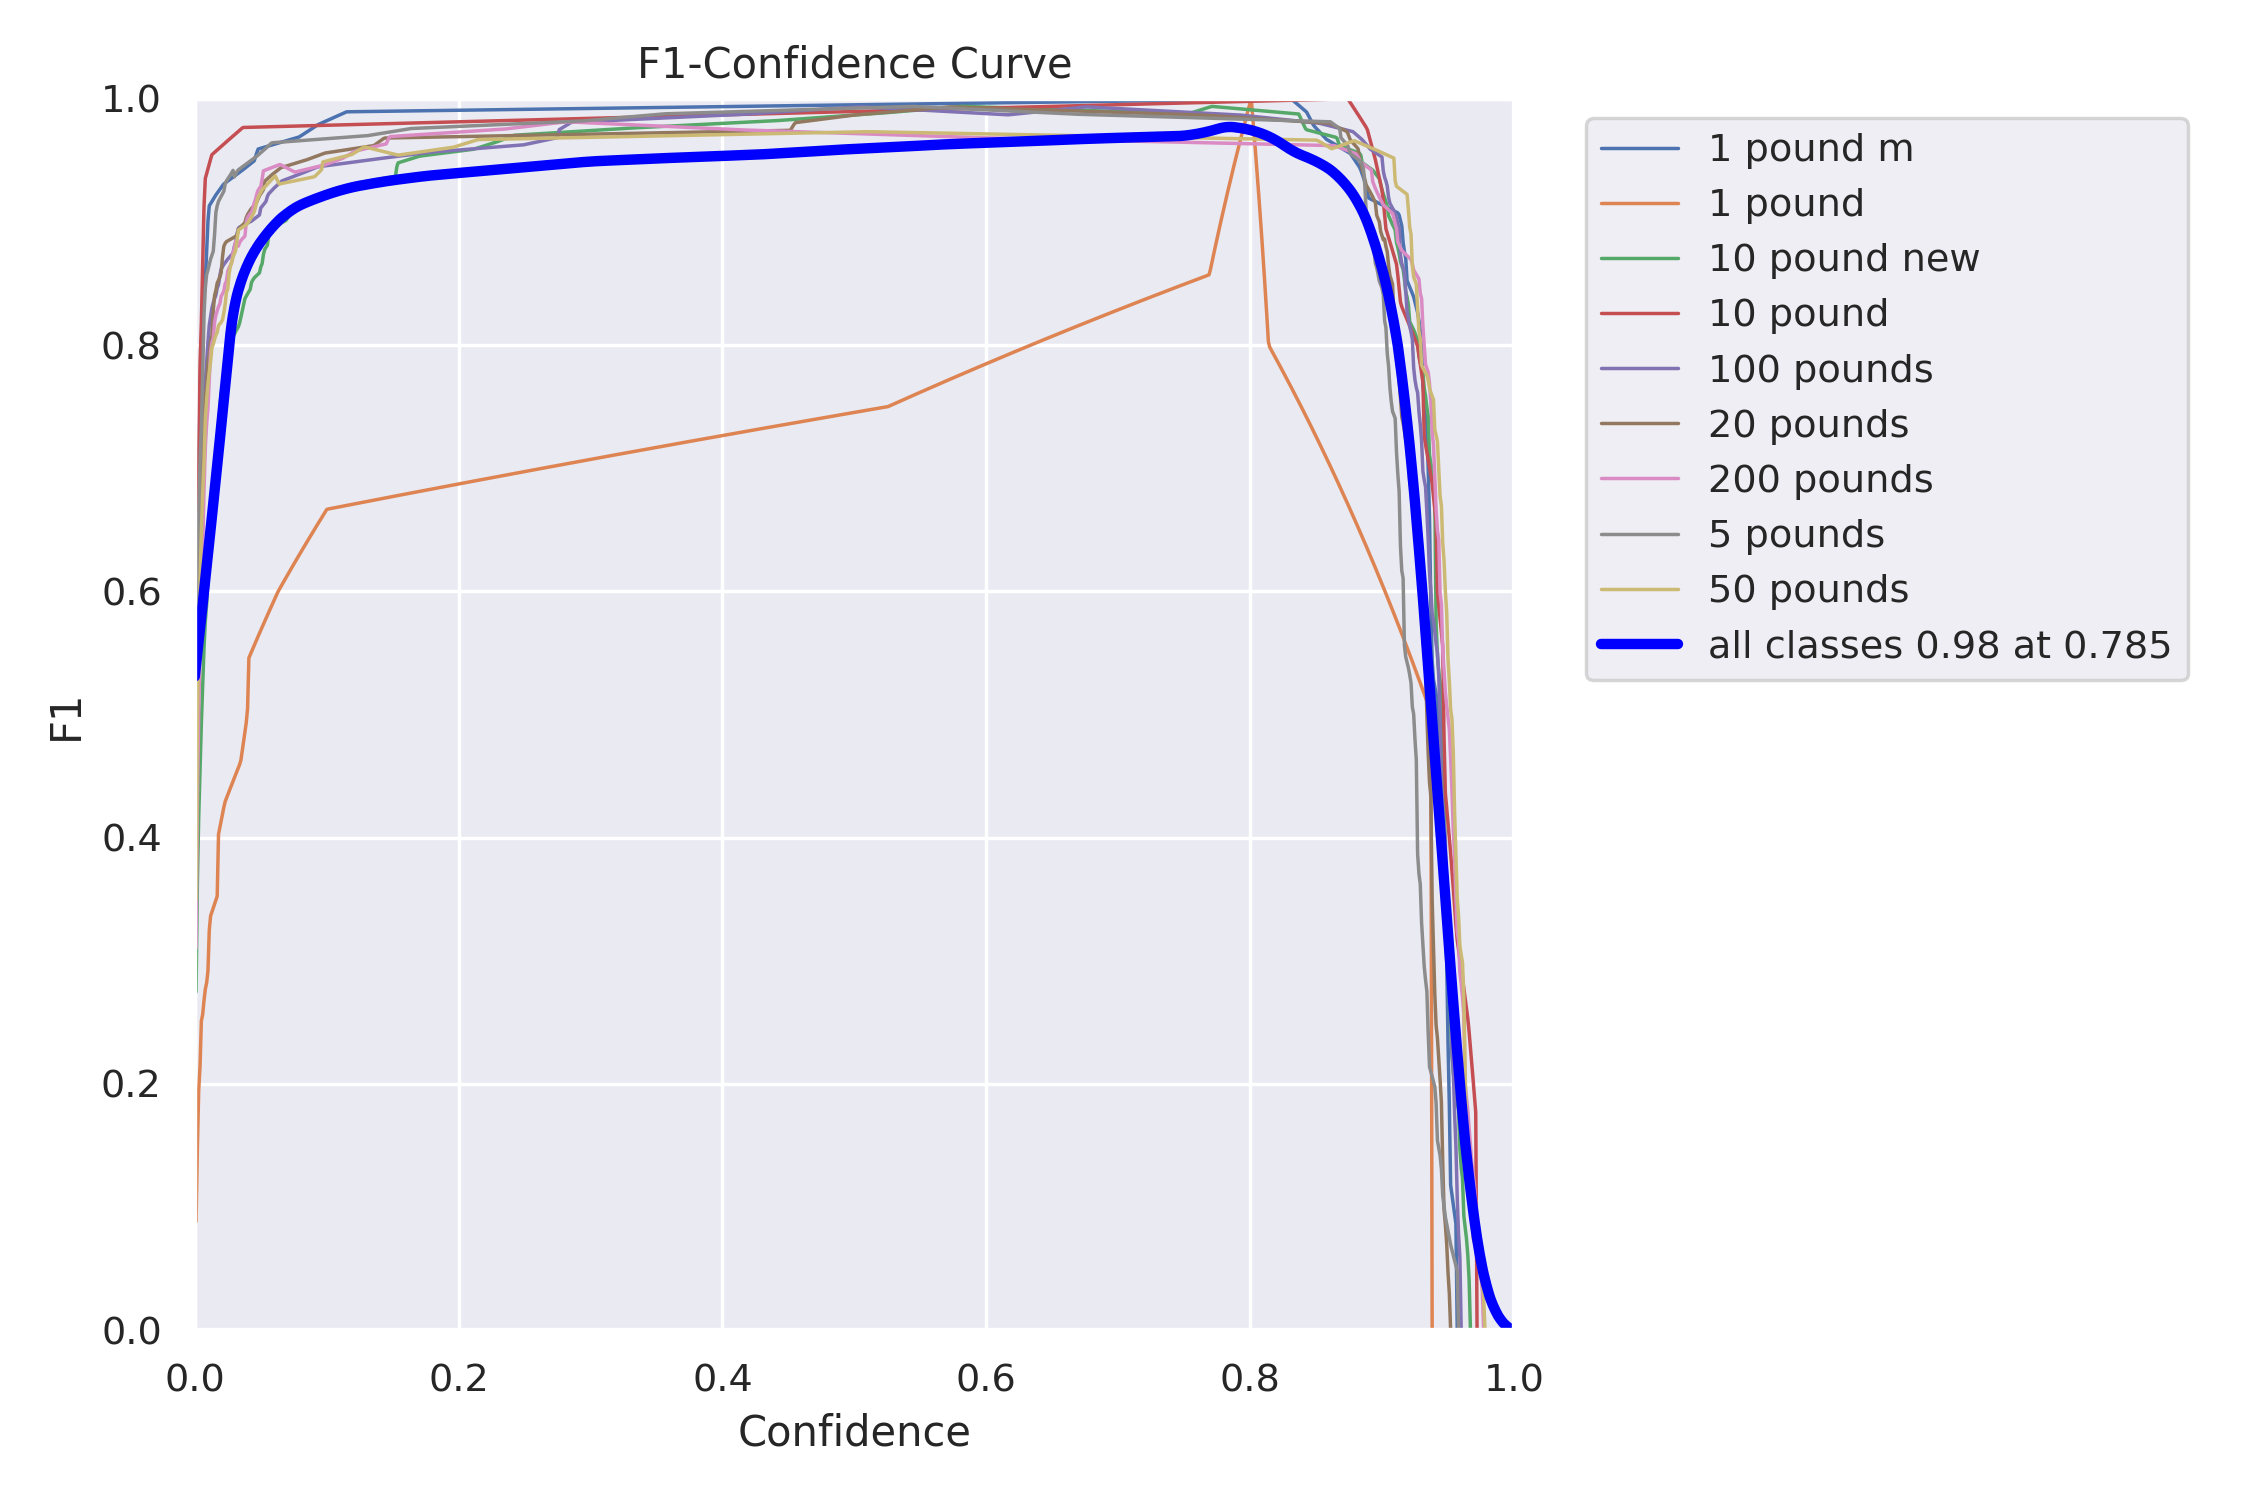 F1-Confidence Curve
1.0
0.8
0.6
0.4
0.2
0.0
F1
0.0 0.2 0.4 0.6 0.8 1.0
Confidence
1 pound m
1 pound
10 pound new
10 pound
100 pounds
20 pounds
200 pounds
5 pounds
50 pounds
all classes 0.98 at 0.785